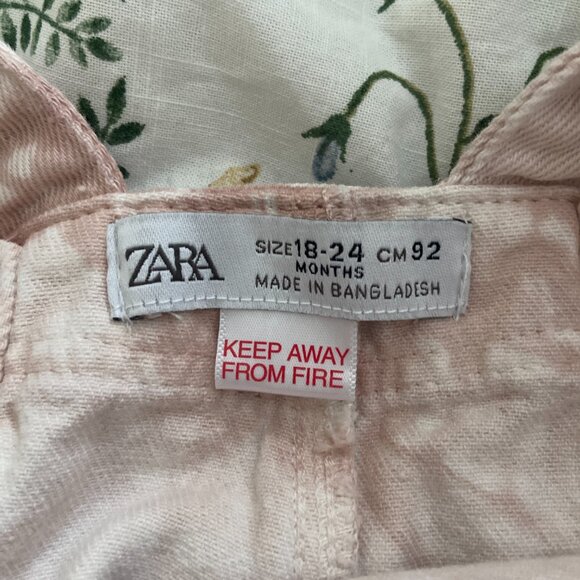 ZARA
SIZE 18-24 CM 92
MONTHS
MADE IN BANGLADESH
KEEP AWAY
FROM FIRE